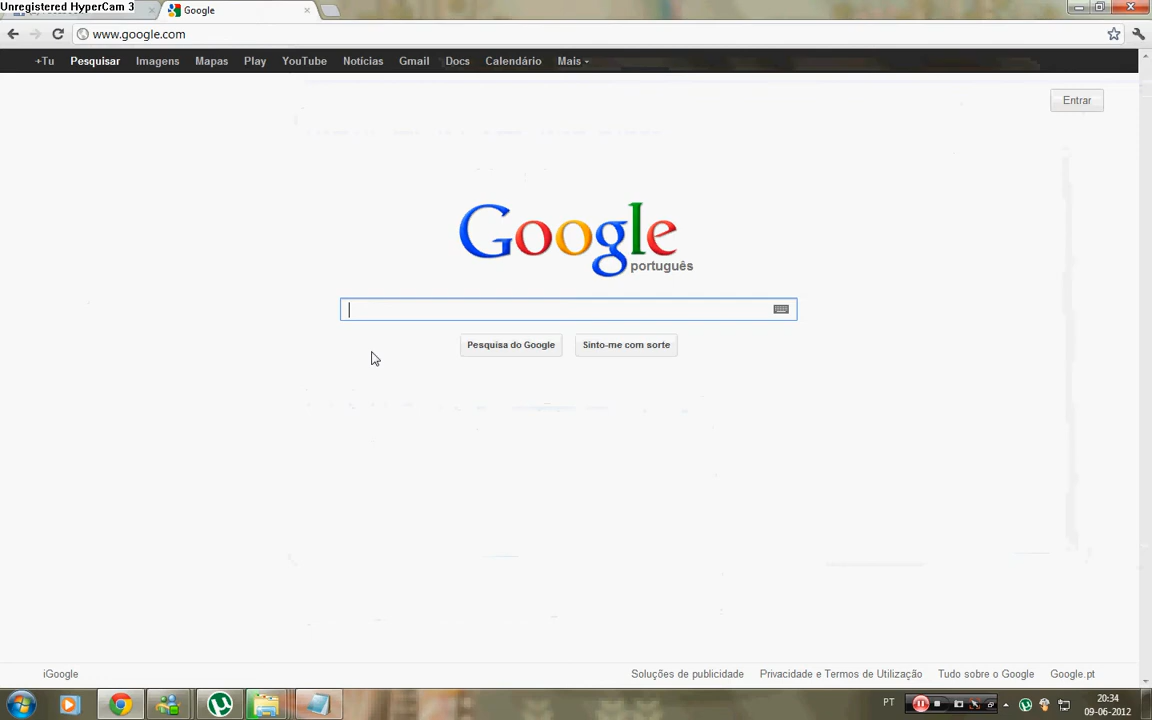 Unregistered HyperCam 3
Google
www.google.com
+Tu Pesquisar Imagens Mapas Play YouTube Notícias Gmail Docs Calendário Mais
Entrar
Google
português
Pesquisa do Google Sinto-me com sorte
iGoogle Soluções de publicidade Privacidade e Termos de Utilização Tudo sobre o Google Google.pt
PT 20:34
09-06-2012